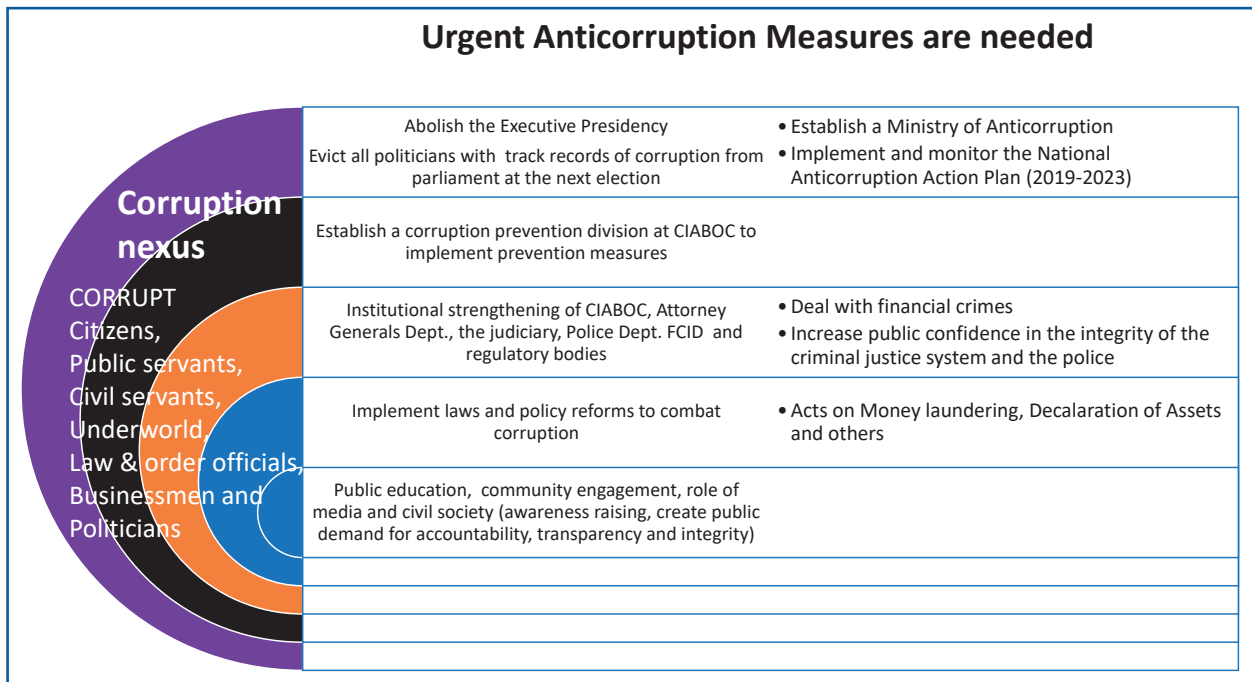 Urgent Anticorruption Measures are needed
Corruption
nexus
CORRUPT
Citizens,
Public servants,
Civil servants,
Underworld,
Law & order officials,
Businessmen and
Politicians
Abolish the Executive Presidency
Evict all politicians with track records of corruption from
parliament at the next election
• Establish a Ministry of Anticorruption
• Implement and monitor the National
Anticorruption Action Plan (2019-2023)
Establish a corruption prevention division at CIABOC to
implement prevention measures
Institutional strengthening of CIABOC, Attorney
Generals Dept., the judiciary, Police Dept. FCID and
regulatory bodies
• Deal with financial crimes
• Increase public confidence in the integrity of the
criminal justice system and the police
Implement laws and policy reforms to combat
corruption
• Acts on Money laundering, Decalaration of Assets
and others
Public education, community engagement, role of
media and civil society (awareness raising, create public
demand for accountability, transparency and integrity)